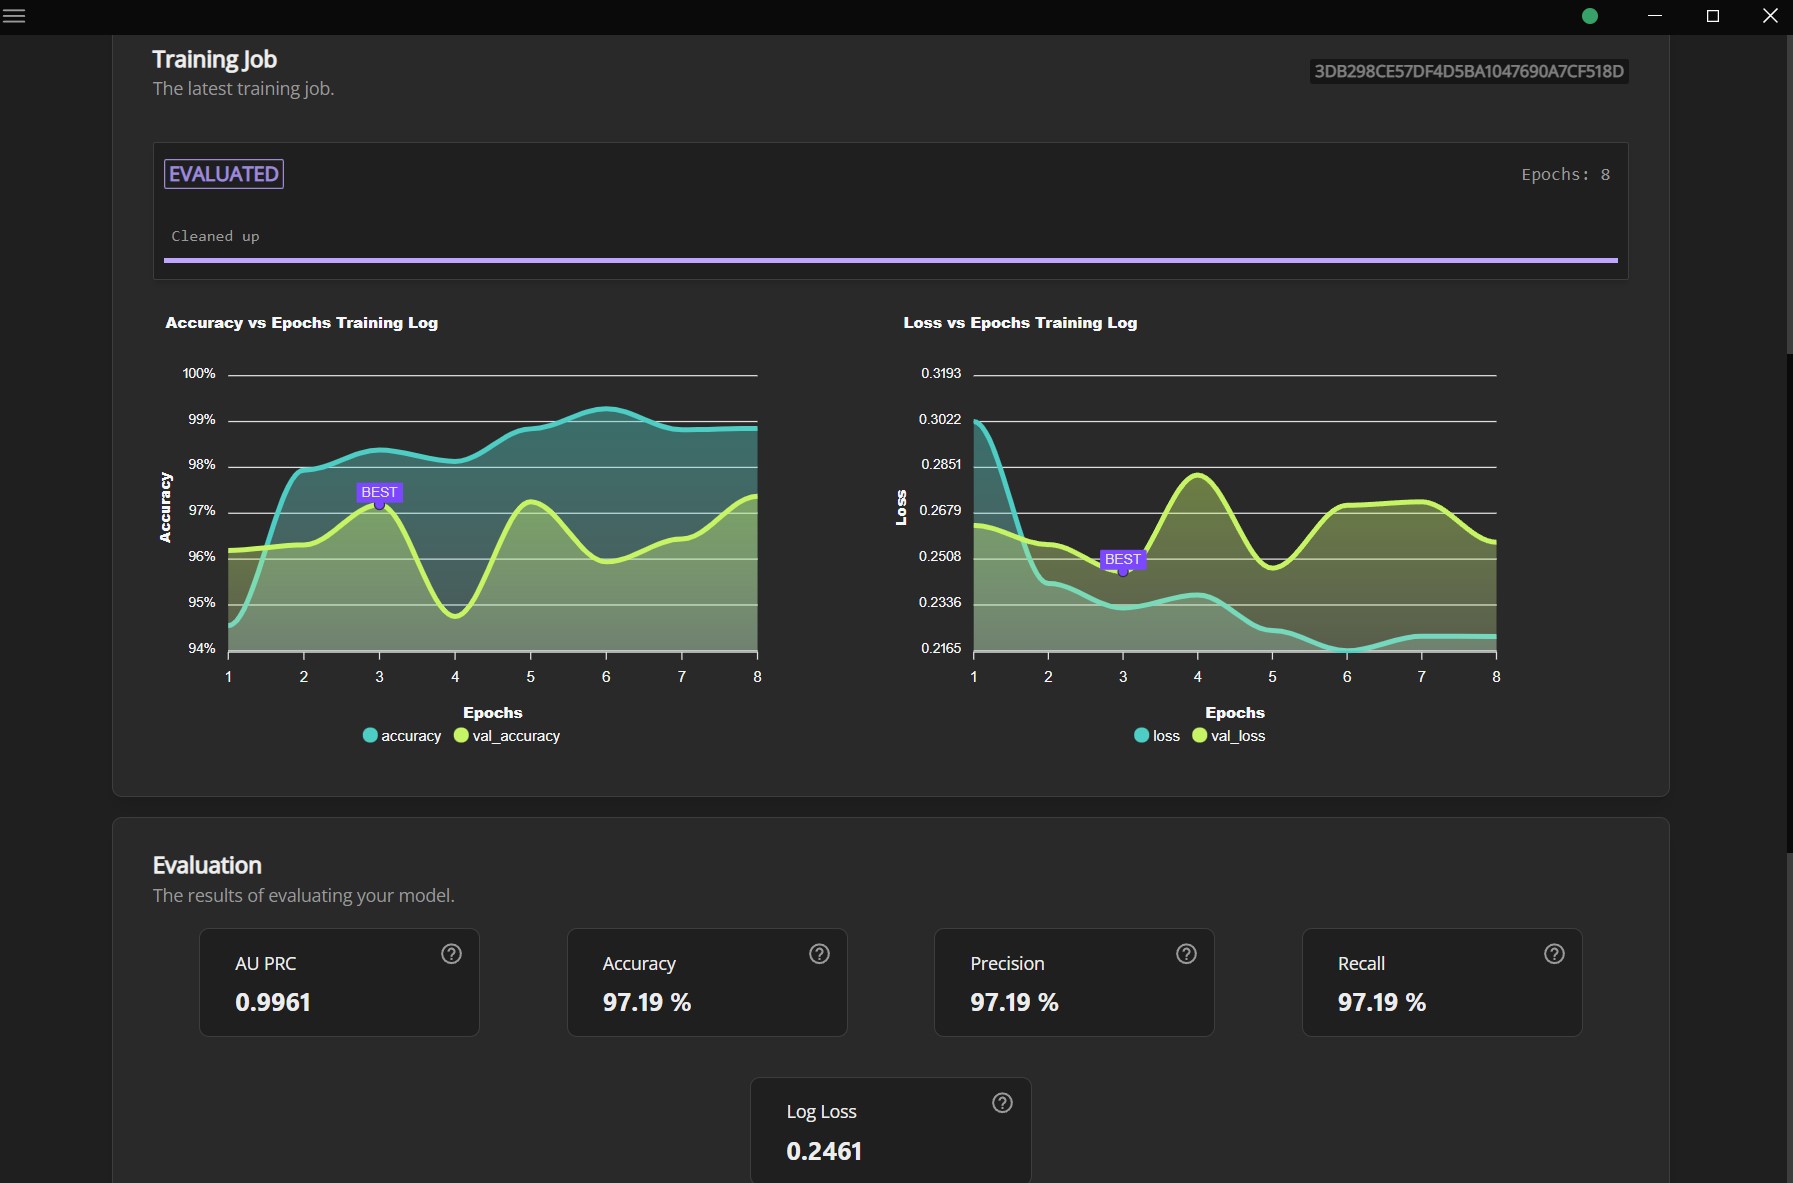 Training Job
The latest training job.
3DB298CE57DF4D5BA1047690A7CF518D
EVALUATED
Epochs: 8
Cleaned up
Accuracy vs Epochs Training Log
100%
99%
98%
97%
96%
95%
94%
Accuracy
BEST
1 2 3 4 5 6 7 8
Epochs
accuracy val_accuracy
Loss vs Epochs Training Log
0.3193
0.3022
0.2851
0.2679
0.2508
0.2336
0.2165
Loss
BEST
1 2 3 4 5 6 7 8
Epochs
loss val_loss
Evaluation
The results of evaluating your model.
AU PRC
0.9961
Accuracy
97.19 %
Precision
97.19 %
Recall
97.19 %
Log Loss
0.2461